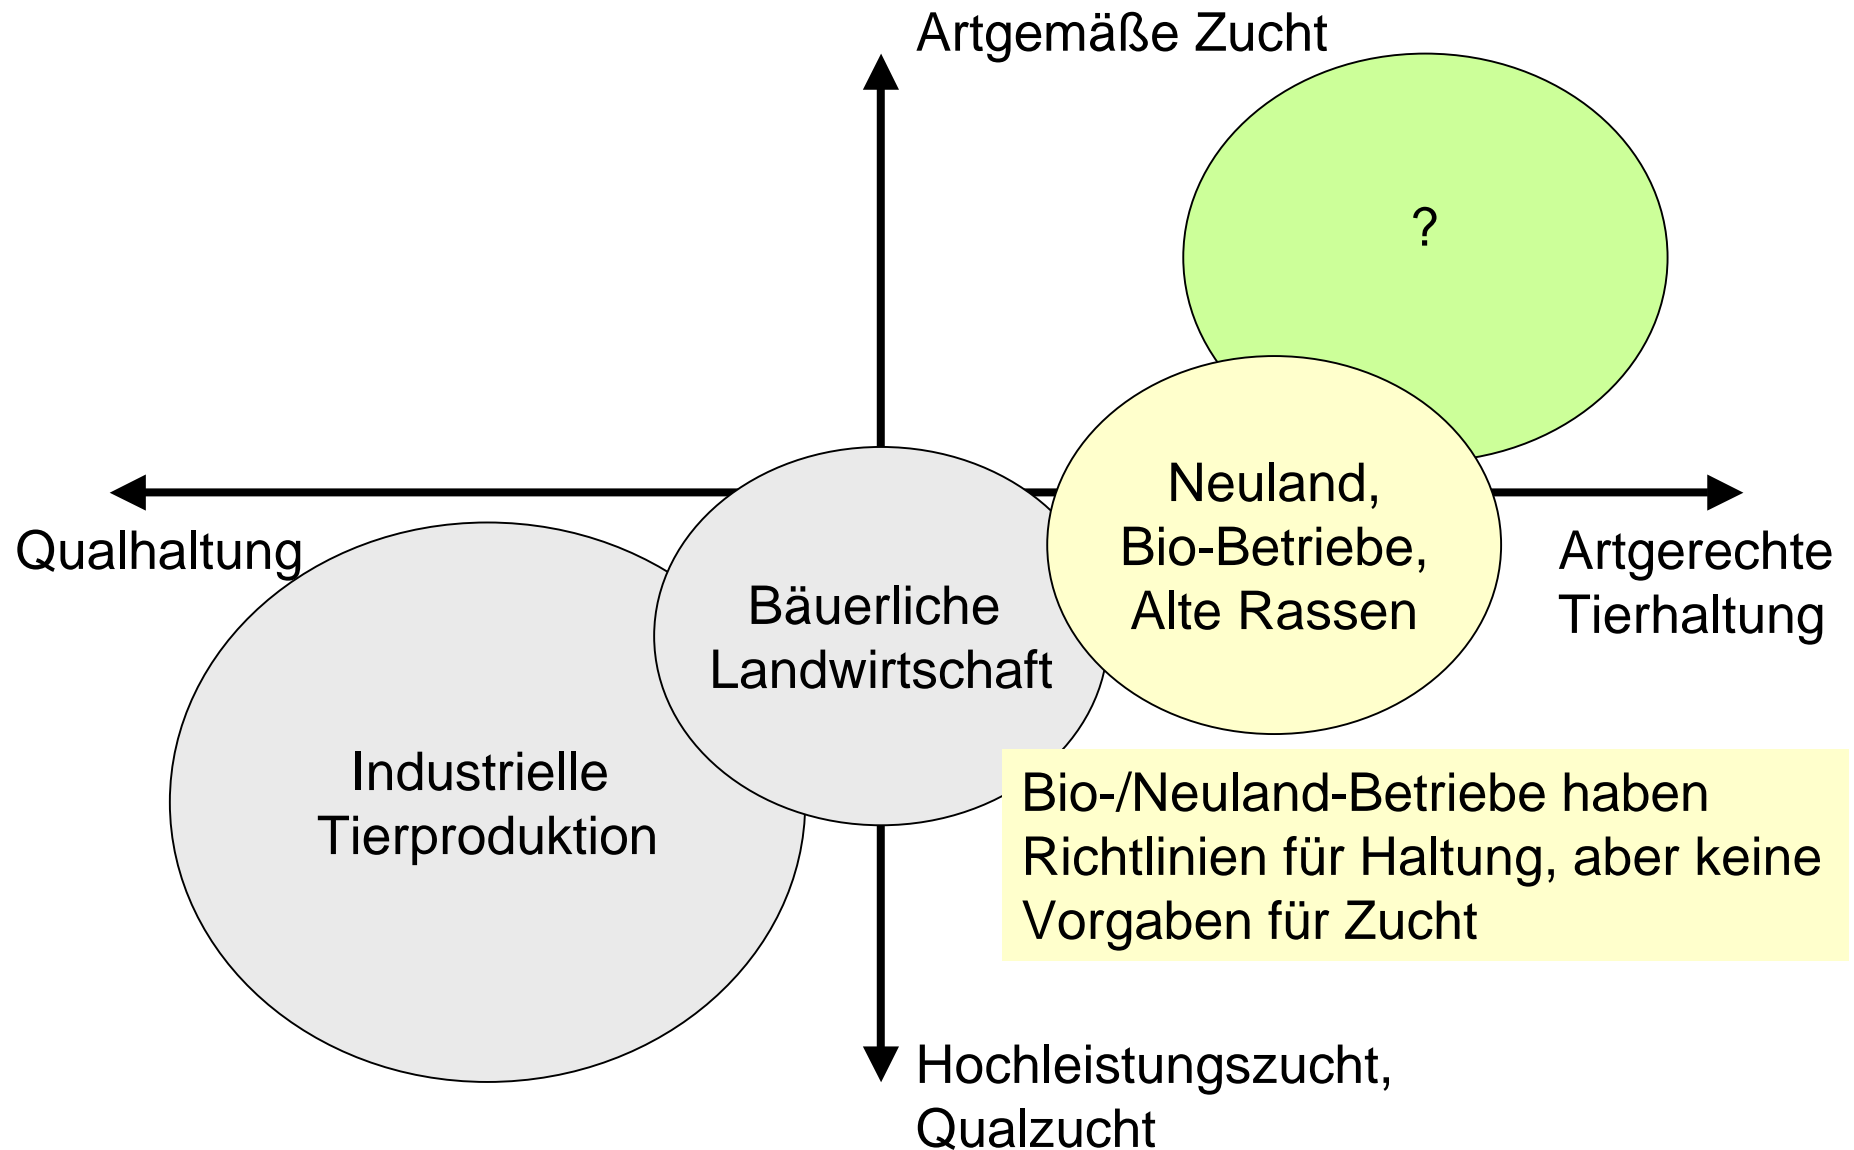 Artgemäße Zucht
?
Qualhaltung
Neuland,
Bio-Betriebe,
Alte Rassen
Artgerechte
Tierhaltung
Bäuerliche
Landwirtschaft
Industrielle
Tierproduktion
Bio-/Neuland-Betriebe haben
Richtlinien für Haltung, aber keine
Vorgaben für Zucht
Hochleistungszucht,
Qualzucht